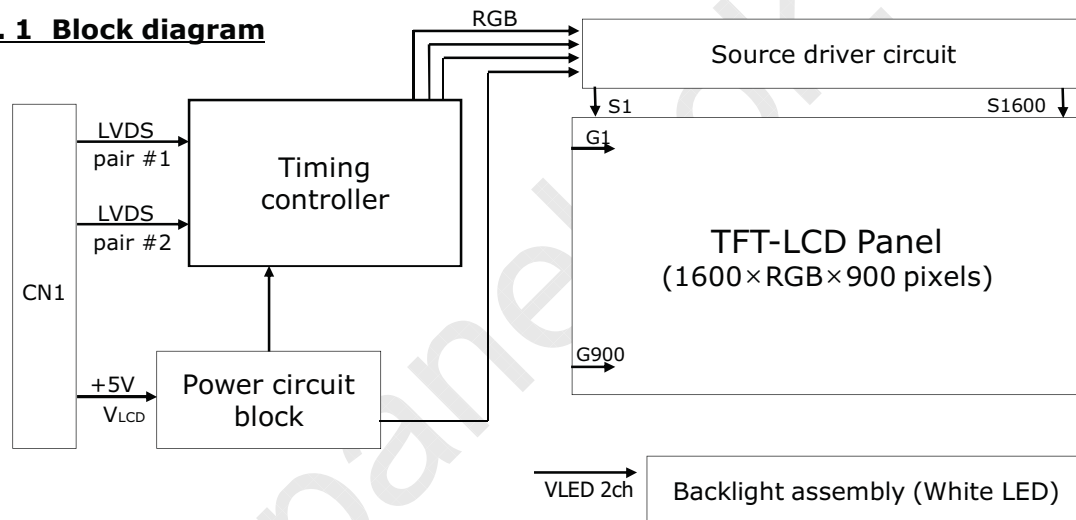 . 1 Block diagram
RGB
Source driver circuit
S1
S1600
LVDS
pair #1
Timing
controller
G1
LVDS
pair #2
TFT-LCD Panel
(1600×RGB×900 pixels)
CN1
G900
+5V
VLCD
Power circuit
block
VLED 2ch
Backlight assembly (White LED)